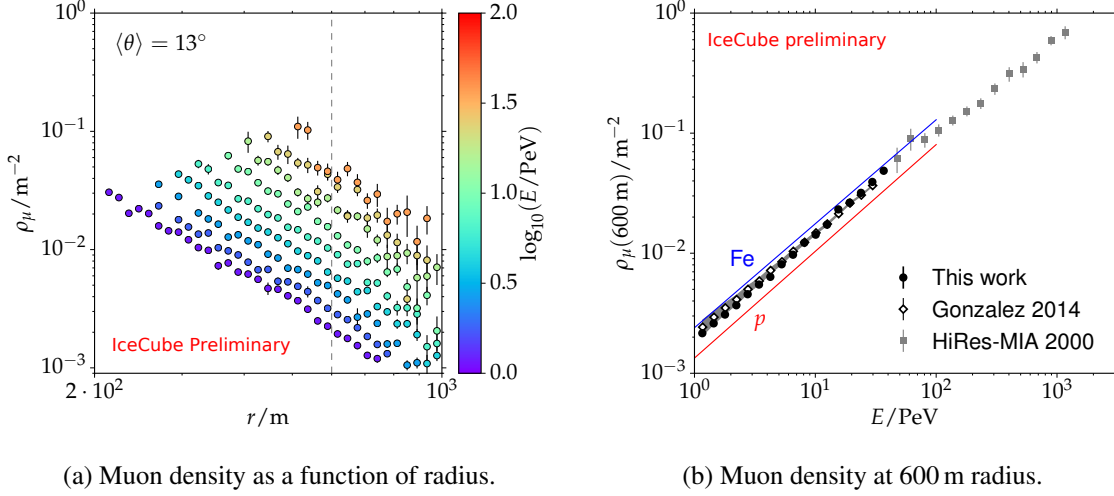 ⟨θ⟩ = 13°
IceCube Preliminary
10⁰
10⁻¹
10⁻²
10⁻³
ρ_μ/m⁻²
2 · 10²
10³
r/m
2.0
1.5
1.0
0.5
0.0
log₁₀(E/PeV)
(a) Muon density as a function of radius.
IceCube preliminary
10⁰
10⁻¹
10⁻²
10⁻³
ρ_μ(600 m)/m⁻²
Fe
p
This work
Gonzalez 2014
HiRes-MIA 2000
10⁰
10¹
10²
10³
E/PeV
(b) Muon density at 600 m radius.